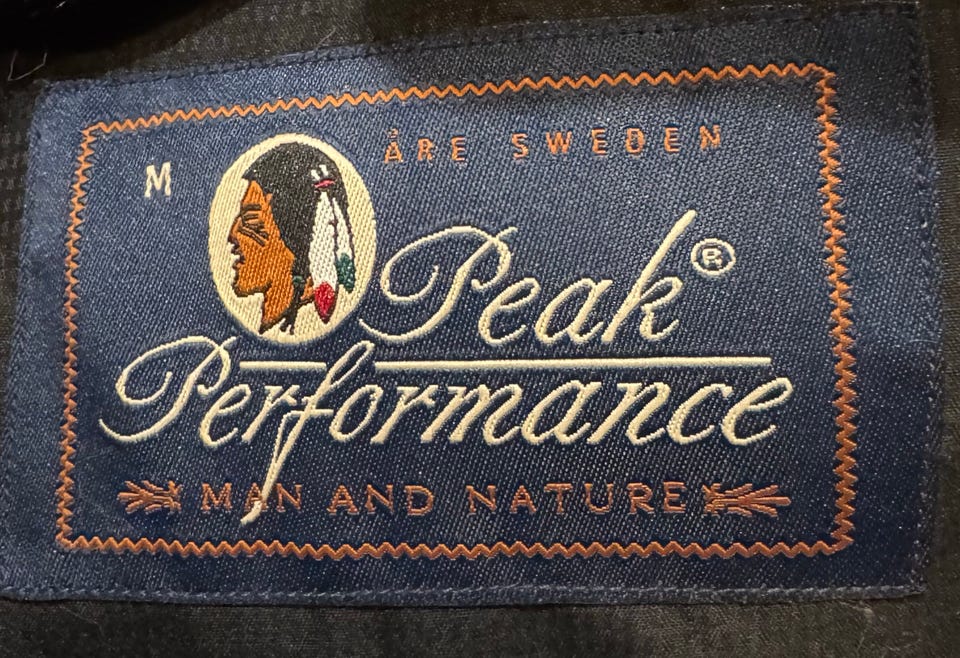 M
ÅRE SWEDEN
Peak®
Performance
MAN AND NATURE